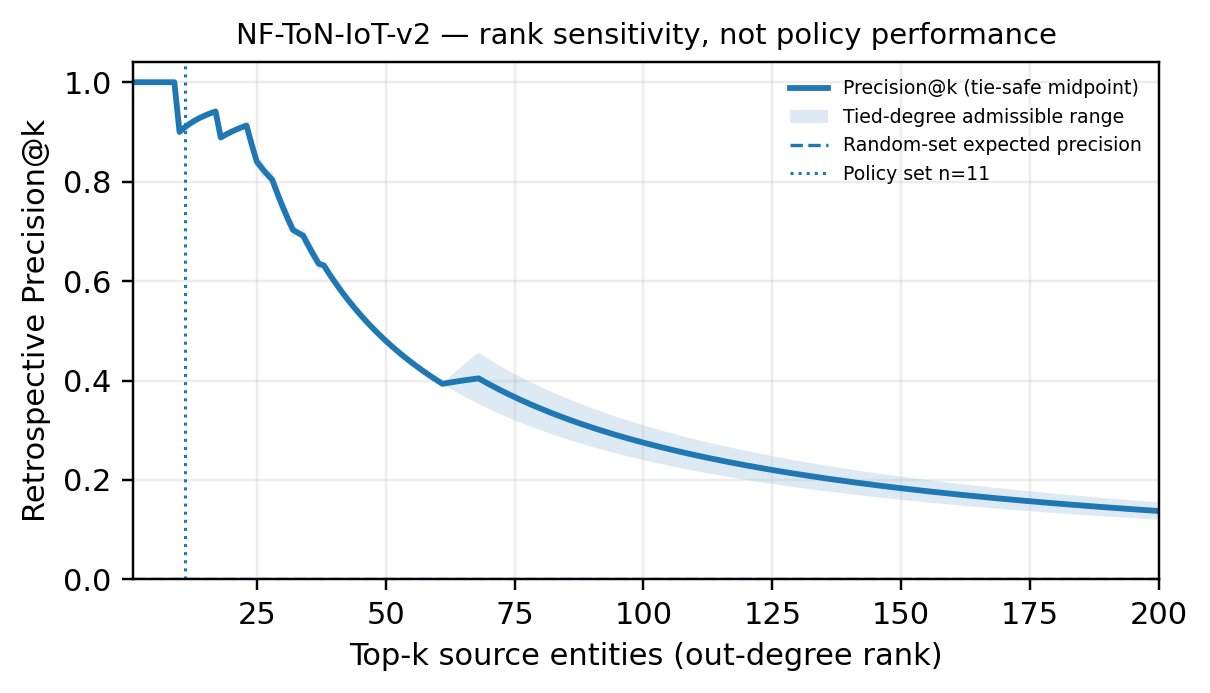 NF-ToN-IoT-v2 — rank sensitivity, not policy performance
Retrospective Precision@k
1.0
0.8
0.6
0.4
0.2
0.0
Precision@k (tie-safe midpoint)
Tied-degree admissible range
Random-set expected precision
Policy set n=11
25 50 75 100 125 150 175 200
Top-k source entities (out-degree rank)